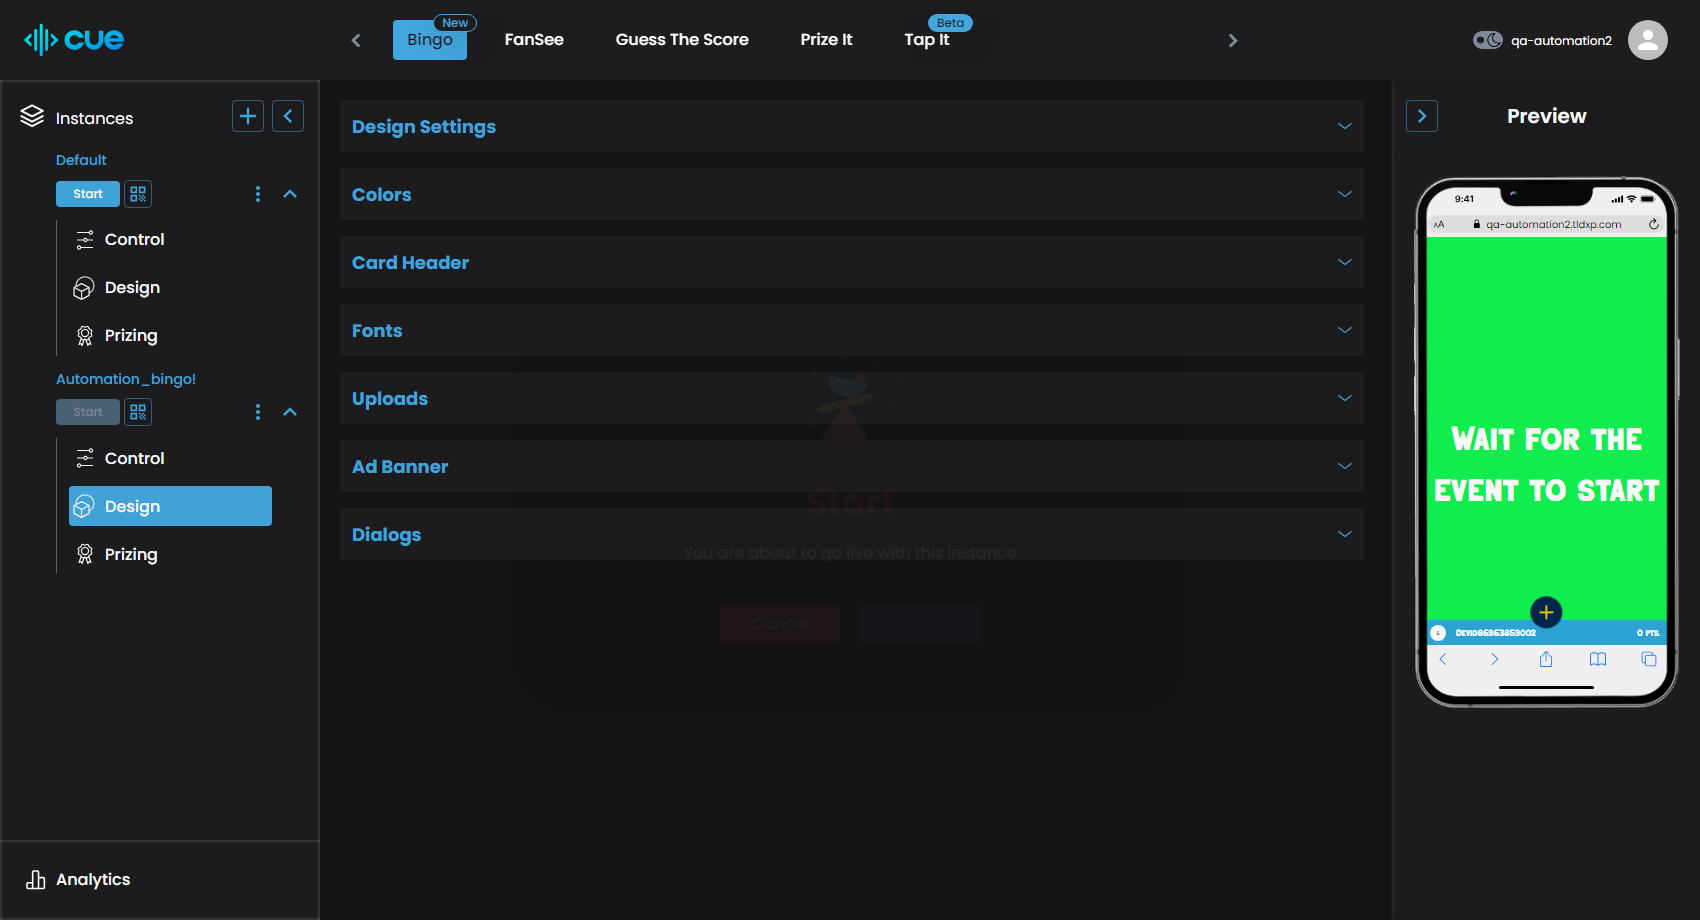 cue
Bingo
New
FanSee
Guess The Score
Prize It
Tap It
Beta
qa-automation2
Instances
Default
Start
Control
Design
Prizing
Automation_bingo!
Start
Control
Design
Prizing
Analytics
Design Settings
Colors
Card Header
Fonts
Uploads
Ad Banner
Start
Dialogs
You are about to go live with this instance
Cancel
Preview
9:41
AA
qa-automation2.tldxp.com
WAIT FOR THE
EVENT TO START
DEVID86963859002
0 PTS.